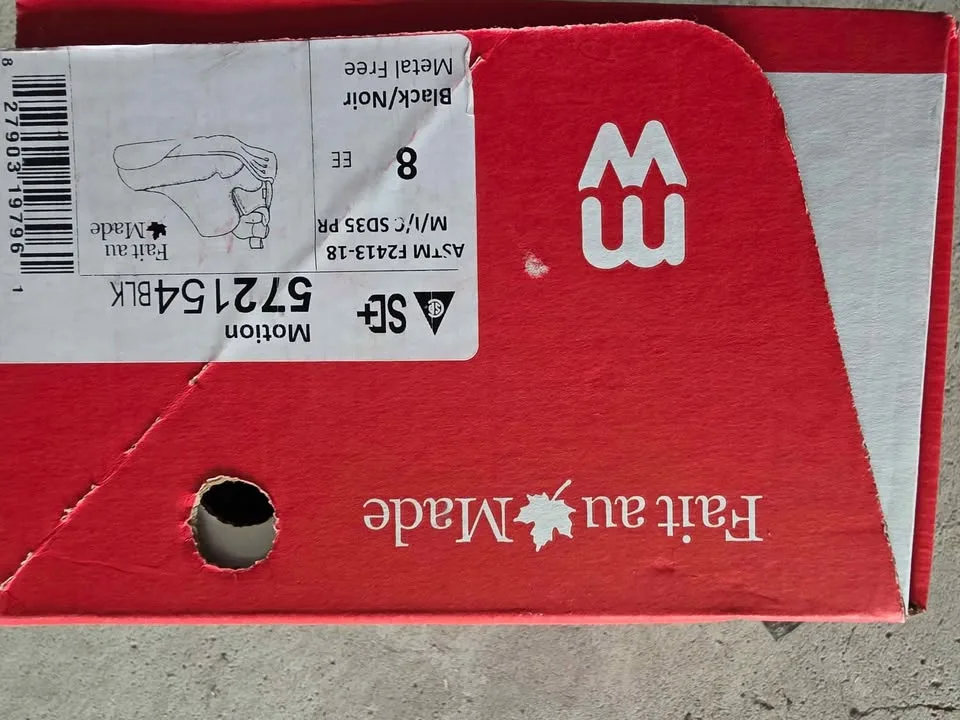 Fait au Made
SD+
Motion
572154BLK
ASTM F2413-18
M/I/C SD35 PR
8 EE
Black/Noir
Metal Free
Fait au
Made
8 27903 19796 1
MW